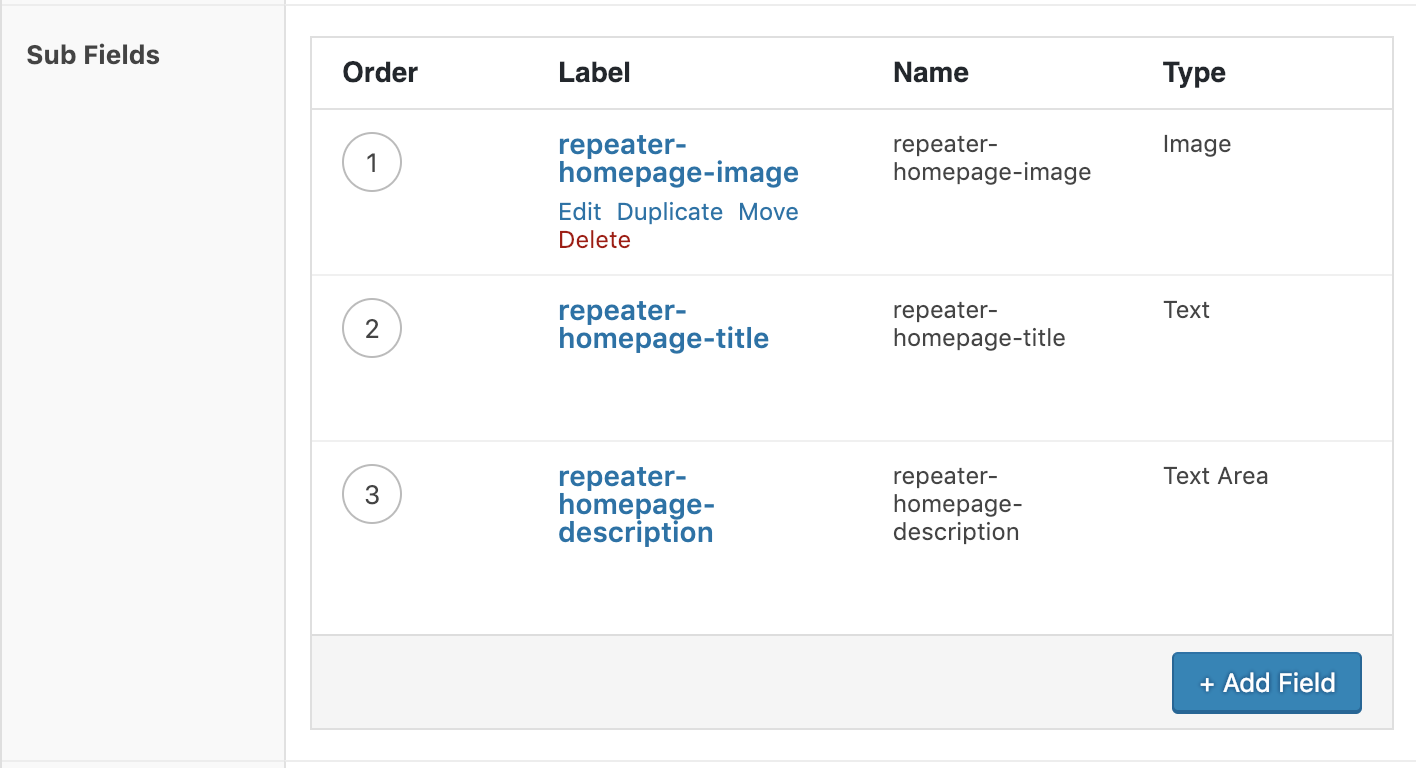 Sub Fields
Order Label Name Type
1 repeater- repeater- Image
homepage-image homepage-image
Edit Duplicate Move
Delete
2 repeater- repeater- Text
homepage-title homepage-title
3 repeater- repeater- Text Area
homepage- homepage-
description description
+ Add Field